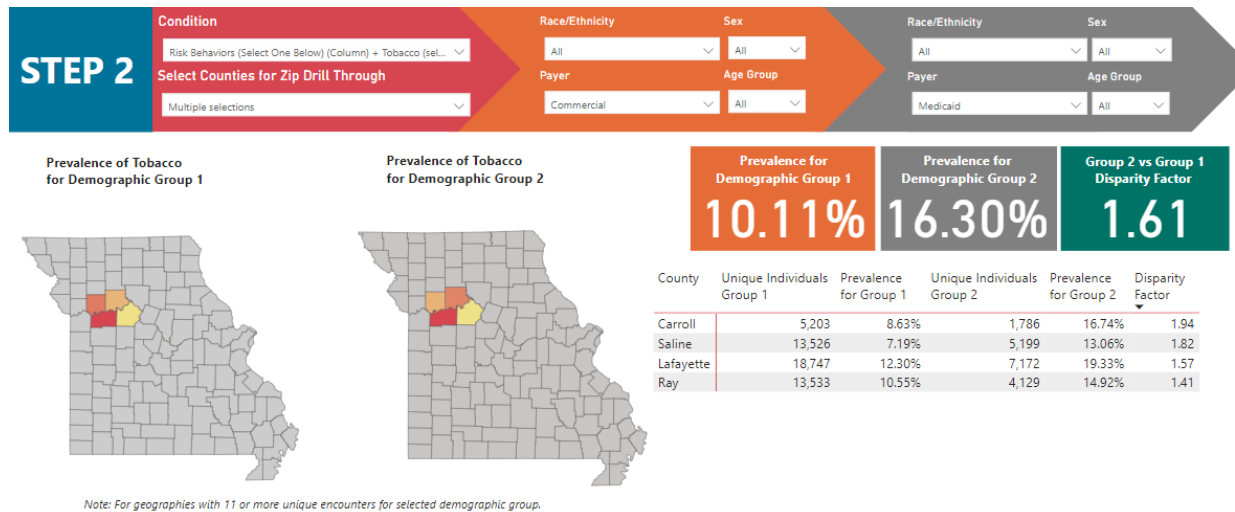 STEP 2
Condition
Risk Behaviors (Select One Below) (Column) + Tobacco (sel...
Select Counties for Zip Drill Through
Multiple selections
Race/Ethnicity
Sex
All
All
Payer
Age Group
Commercial
All
Race/Ethnicity
Sex
All
All
Payer
Age Group
Medicaid
All
Prevalence of Tobacco
for Demographic Group 1
Prevalence of Tobacco
for Demographic Group 2
Prevalence for
Demographic Group 1
10.11%
Prevalence for
Demographic Group 2
16.30%
Group 2 vs Group 1
Disparity Factor
1.61
County Unique Individuals Prevalence Unique Individuals Prevalence Disparity
Group 1 for Group 1 Group 2 for Group 2 Factor
Carroll 5,203 8.63% 1,786 16.74% 1.94
Saline 13,526 7.19% 5,199 13.06% 1.82
Lafayette 18,747 12.30% 7,172 19.33% 1.57
Ray 13,533 10.55% 4,129 14.92% 1.41
Note: For geographies with 11 or more unique encounters for selected demographic group.